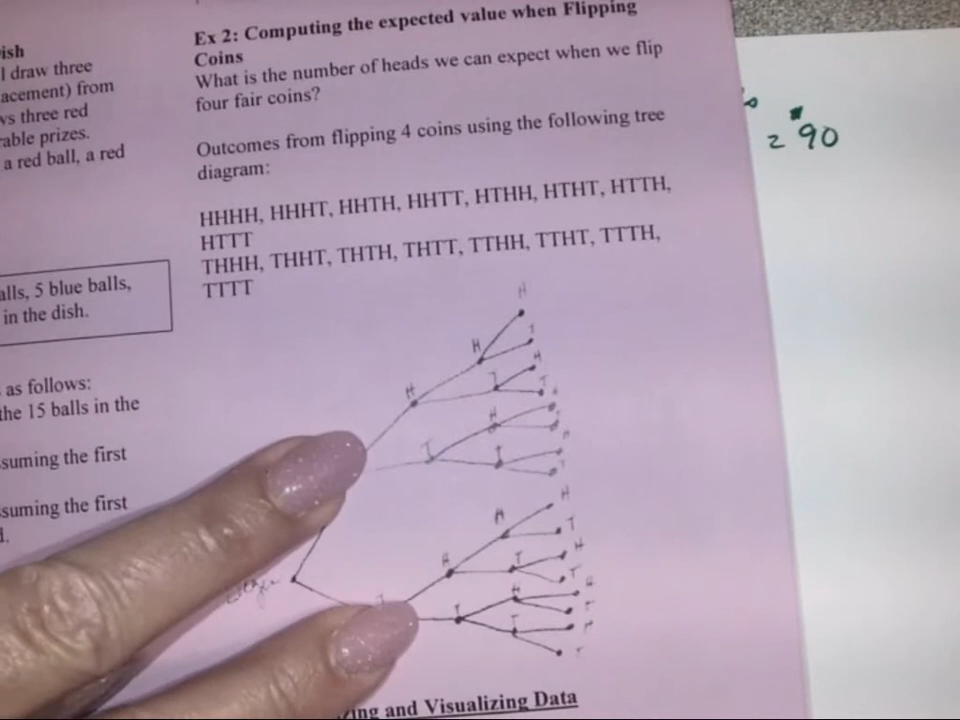 ish
I draw three
acement) from
ws three red
able prizes.
a red ball, a red
alls, 5 blue balls,
in the dish.
as follows:
the 15 balls in the
suming the first
suming the first
d.
Ex 2: Computing the expected value when Flipping
Coins
What is the number of heads we can expect when we flip
four fair coins?
Outcomes from flipping 4 coins using the following tree
diagram:
HHHH, HHHT, HHTH, HHTT, HTHH, HTHT, HTTH,
HTTT
THHH, THHT, THTH, THTT, TTHH, TTHT, TTTH,
TTTT
H
H
T
H
H
T
T
H
T
H
T
T
H
H
T
H
T
H
T
H
T
T
H
T
T
ing and Visualizing Data
= 90